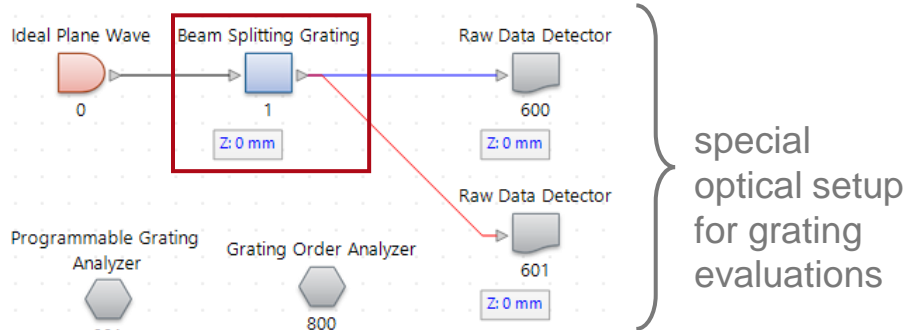 Ideal Plane Wave
Beam Splitting Grating
Raw Data Detector
0
1
600
Z: 0 mm
Z: 0 mm
special
optical setup
for grating
evaluations
Raw Data Detector
601
Z: 0 mm
Programmable Grating
Analyzer
Grating Order Analyzer
800